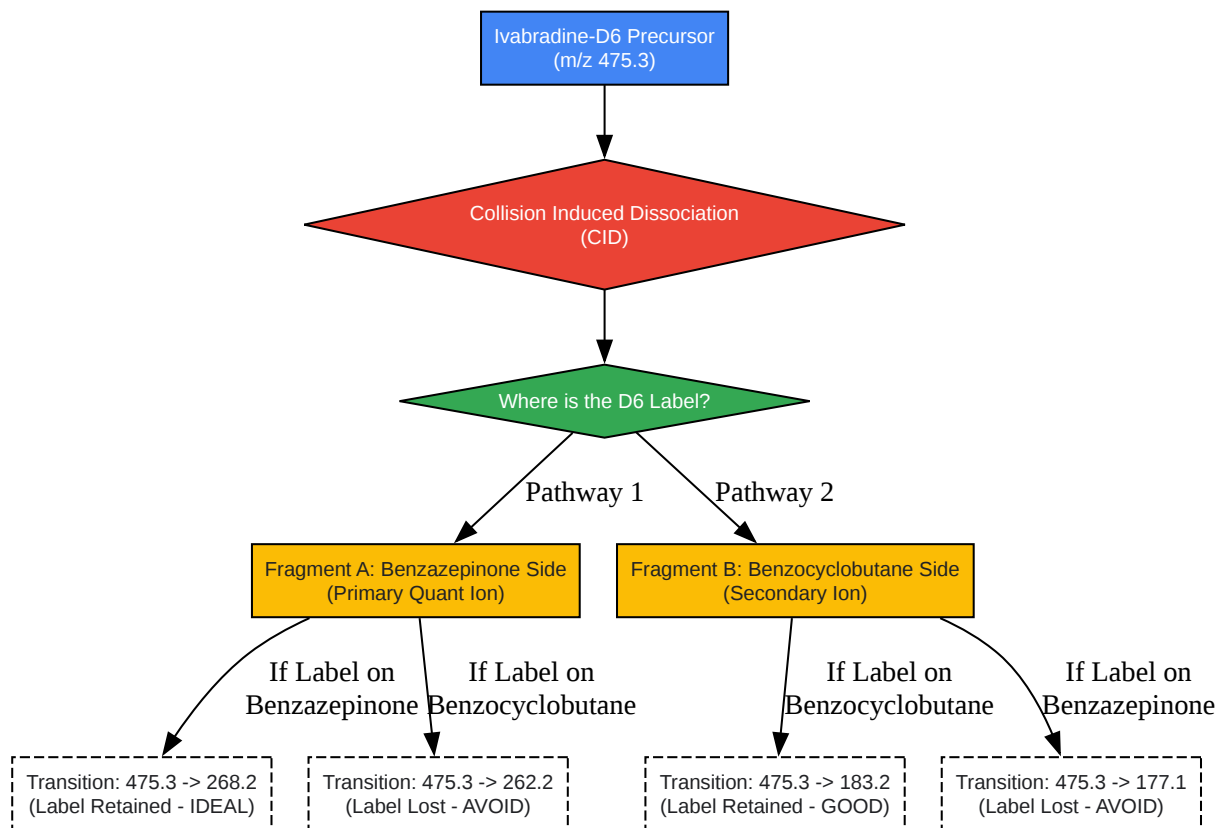 Ivabradine-D6 Precursor
(m/z 475.3)
Collision Induced Dissociation
(CID)
Where is the D6 Label?
Pathway 1
Pathway 2
Fragment A: Benzazepinone Side
(Primary Quant Ion)
Fragment B: Benzocyclobutane Side
(Secondary Ion)
If Label on
Benzazepinone
If Label on
Benzocyclobutane
If Label on
Benzocyclobutane
If Label on
Benzazepinone
Transition: 475.3 -> 268.2
(Label Retained - IDEAL)
Transition: 475.3 -> 262.2
(Label Lost - AVOID)
Transition: 475.3 -> 183.2
(Label Retained - GOOD)
Transition: 475.3 -> 177.1
(Label Lost - AVOID)